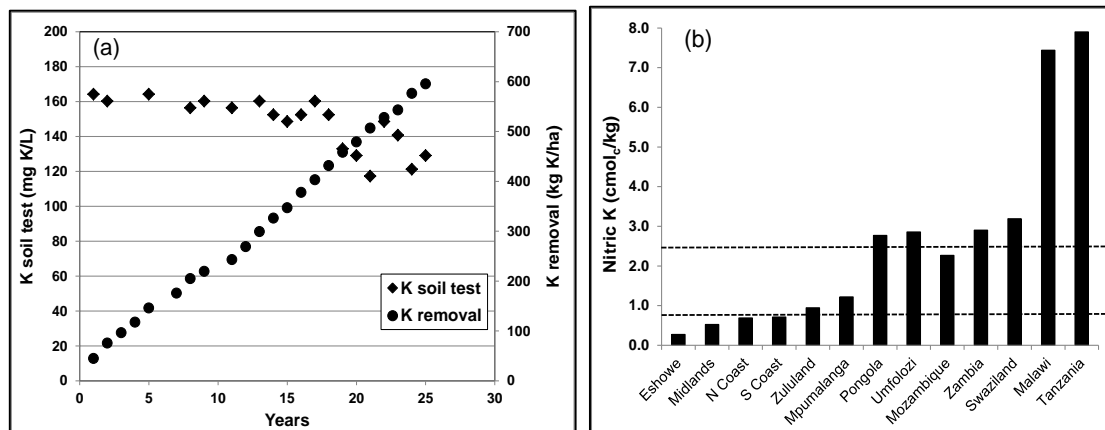 (a)
200
180
160
140
120
100
80
60
40
20
0
K soil test (mg K/L)
700
600
500
400
300
200
100
0
K removal (kg K/ha)
K soil test
K removal
0 5 10 15 20 25 30
Years
(b)
8.0
7.0
6.0
5.0
4.0
3.0
2.0
1.0
0.0
Nitric K (cmolc/kg)
Eshowe
Midlands
N Coast
S Coast
Zululand
Mpumalanga
Pongola
Umfolozi
Mozambique
Zambia
Swaziland
Malawi
Tanzania